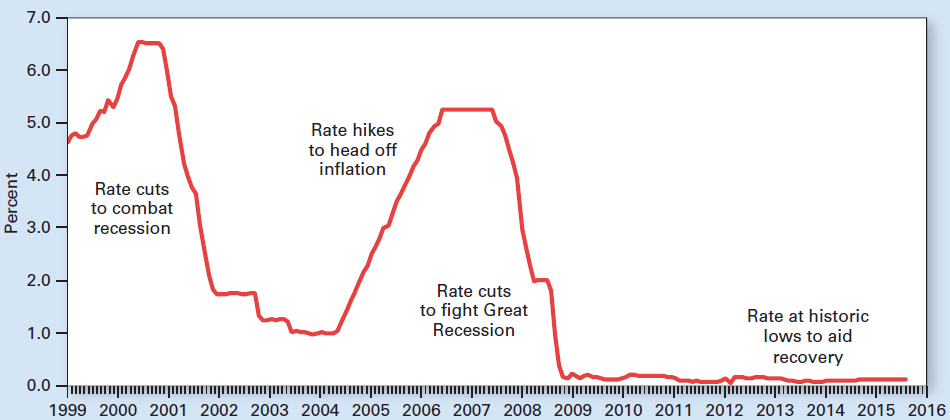 7.0
6.0
5.0
4.0
3.0
2.0
1.0
0.0
Percent
Rate cuts
to combat
recession
Rate hikes
to head off
inflation
Rate cuts
to fight Great
Recession
Rate at historic
lows to aid
recovery
1999 2000 2001 2002 2003 2004 2005 2006 2007 2008 2009 2010 2011 2012 2013 2014 2015